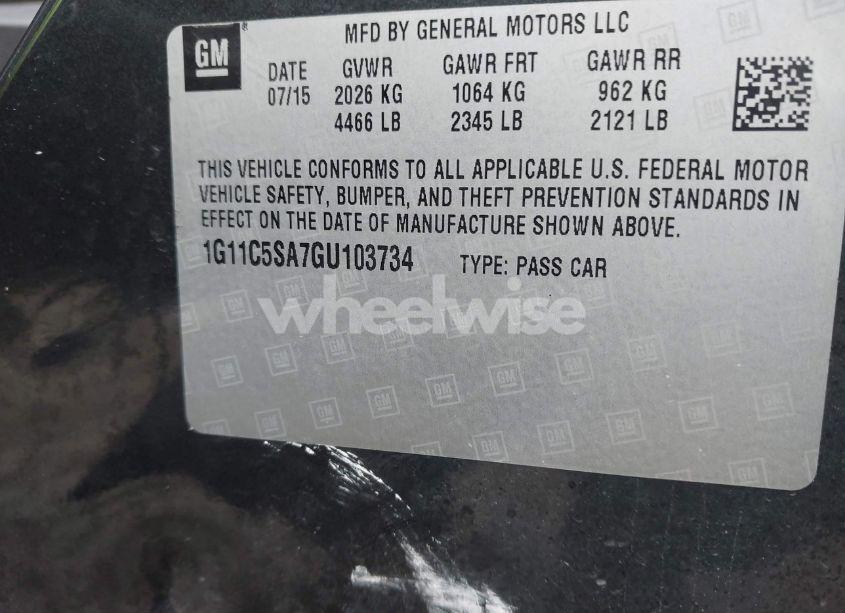 GM
MFD BY GENERAL MOTORS LLC
DATE GVWR GAWR FRT GAWR RR
07/15 2026 KG 1064 KG 962 KG
4466 LB 2345 LB 2121 LB
THIS VEHICLE CONFORMS TO ALL APPLICABLE U.S. FEDERAL MOTOR
VEHICLE SAFETY, BUMPER, AND THEFT PREVENTION STANDARDS IN
EFFECT ON THE DATE OF MANUFACTURE SHOWN ABOVE.
1G11C5SA7GU103734 TYPE: PASS CAR
wheelwise